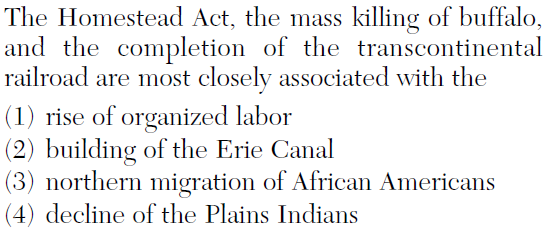 The Homestead Act, the mass killing of buffalo,
and the completion of the transcontinental
railroad are most closely associated with the
(1) rise of organized labor
(2) building of the Erie Canal
(3) northern migration of African Americans
(4) decline of the Plains Indians